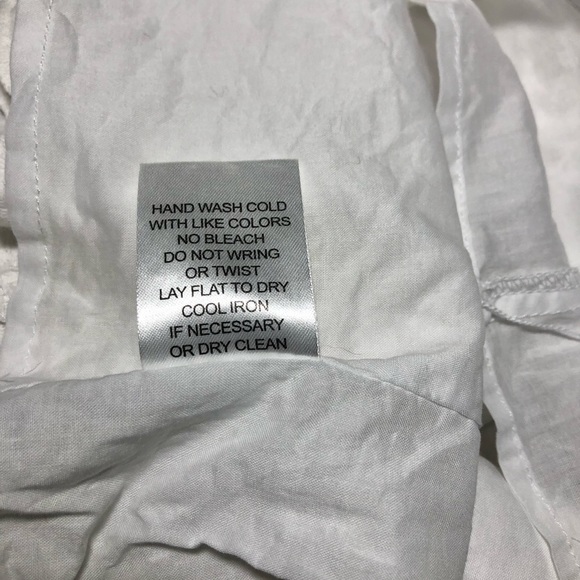 HAND WASH COLD
WITH LIKE COLORS
NO BLEACH
DO NOT WRING
OR TWIST
LAY FLAT TO DRY
COOL IRON
IF NECESSARY
OR DRY CLEAN